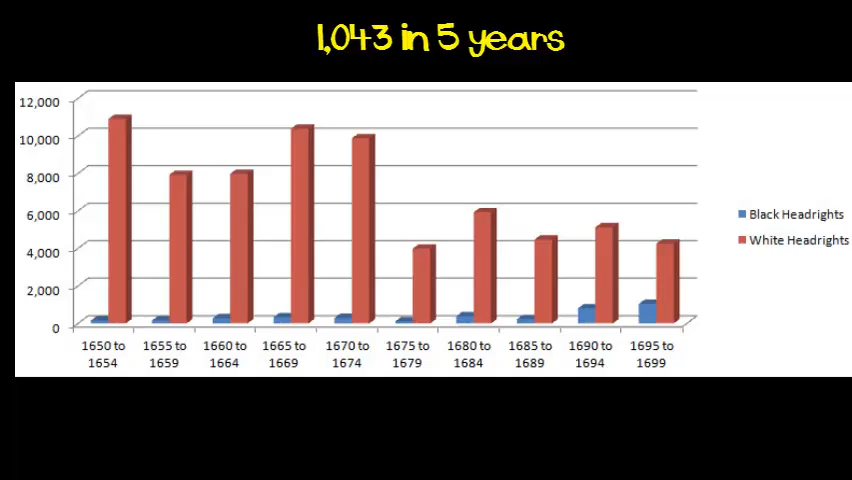 1,043 in 5 years
12,000
10,000
8,000
6,000
4,000
2,000
0
1650 to 1654
1655 to 1659
1660 to 1664
1665 to 1669
1670 to 1674
1675 to 1679
1680 to 1684
1685 to 1689
1690 to 1694
1695 to 1699
Black Headrights
White Headrights